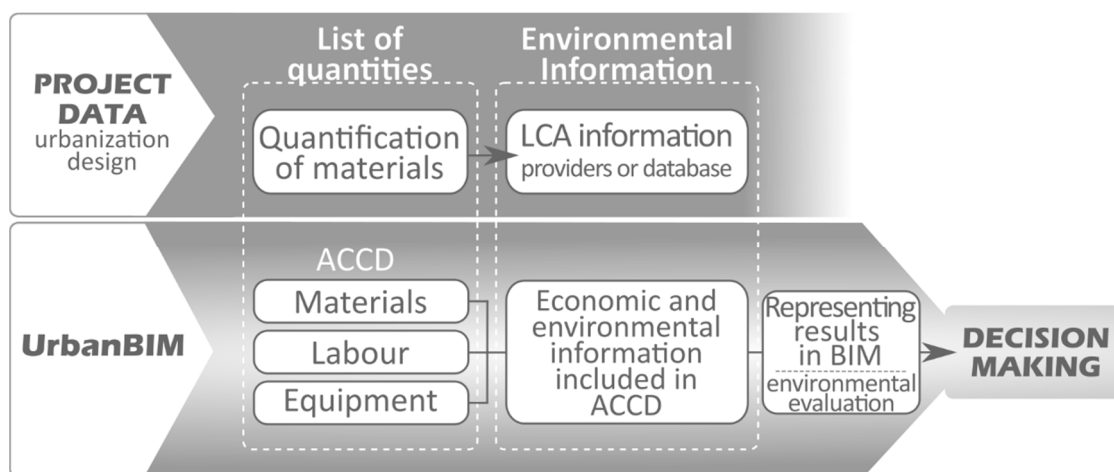 PROJECT
DATA
urbanization
design
List of
quantities
Environmental
Information
Quantification
of materials
LCA information
providers or database
UrbanBIM
ACCD
Materials
Labour
Equipment
Economic and
environmental
information
included in
ACCD
Representing
results
in BIM
environmental
evaluation
DECISION
MAKING